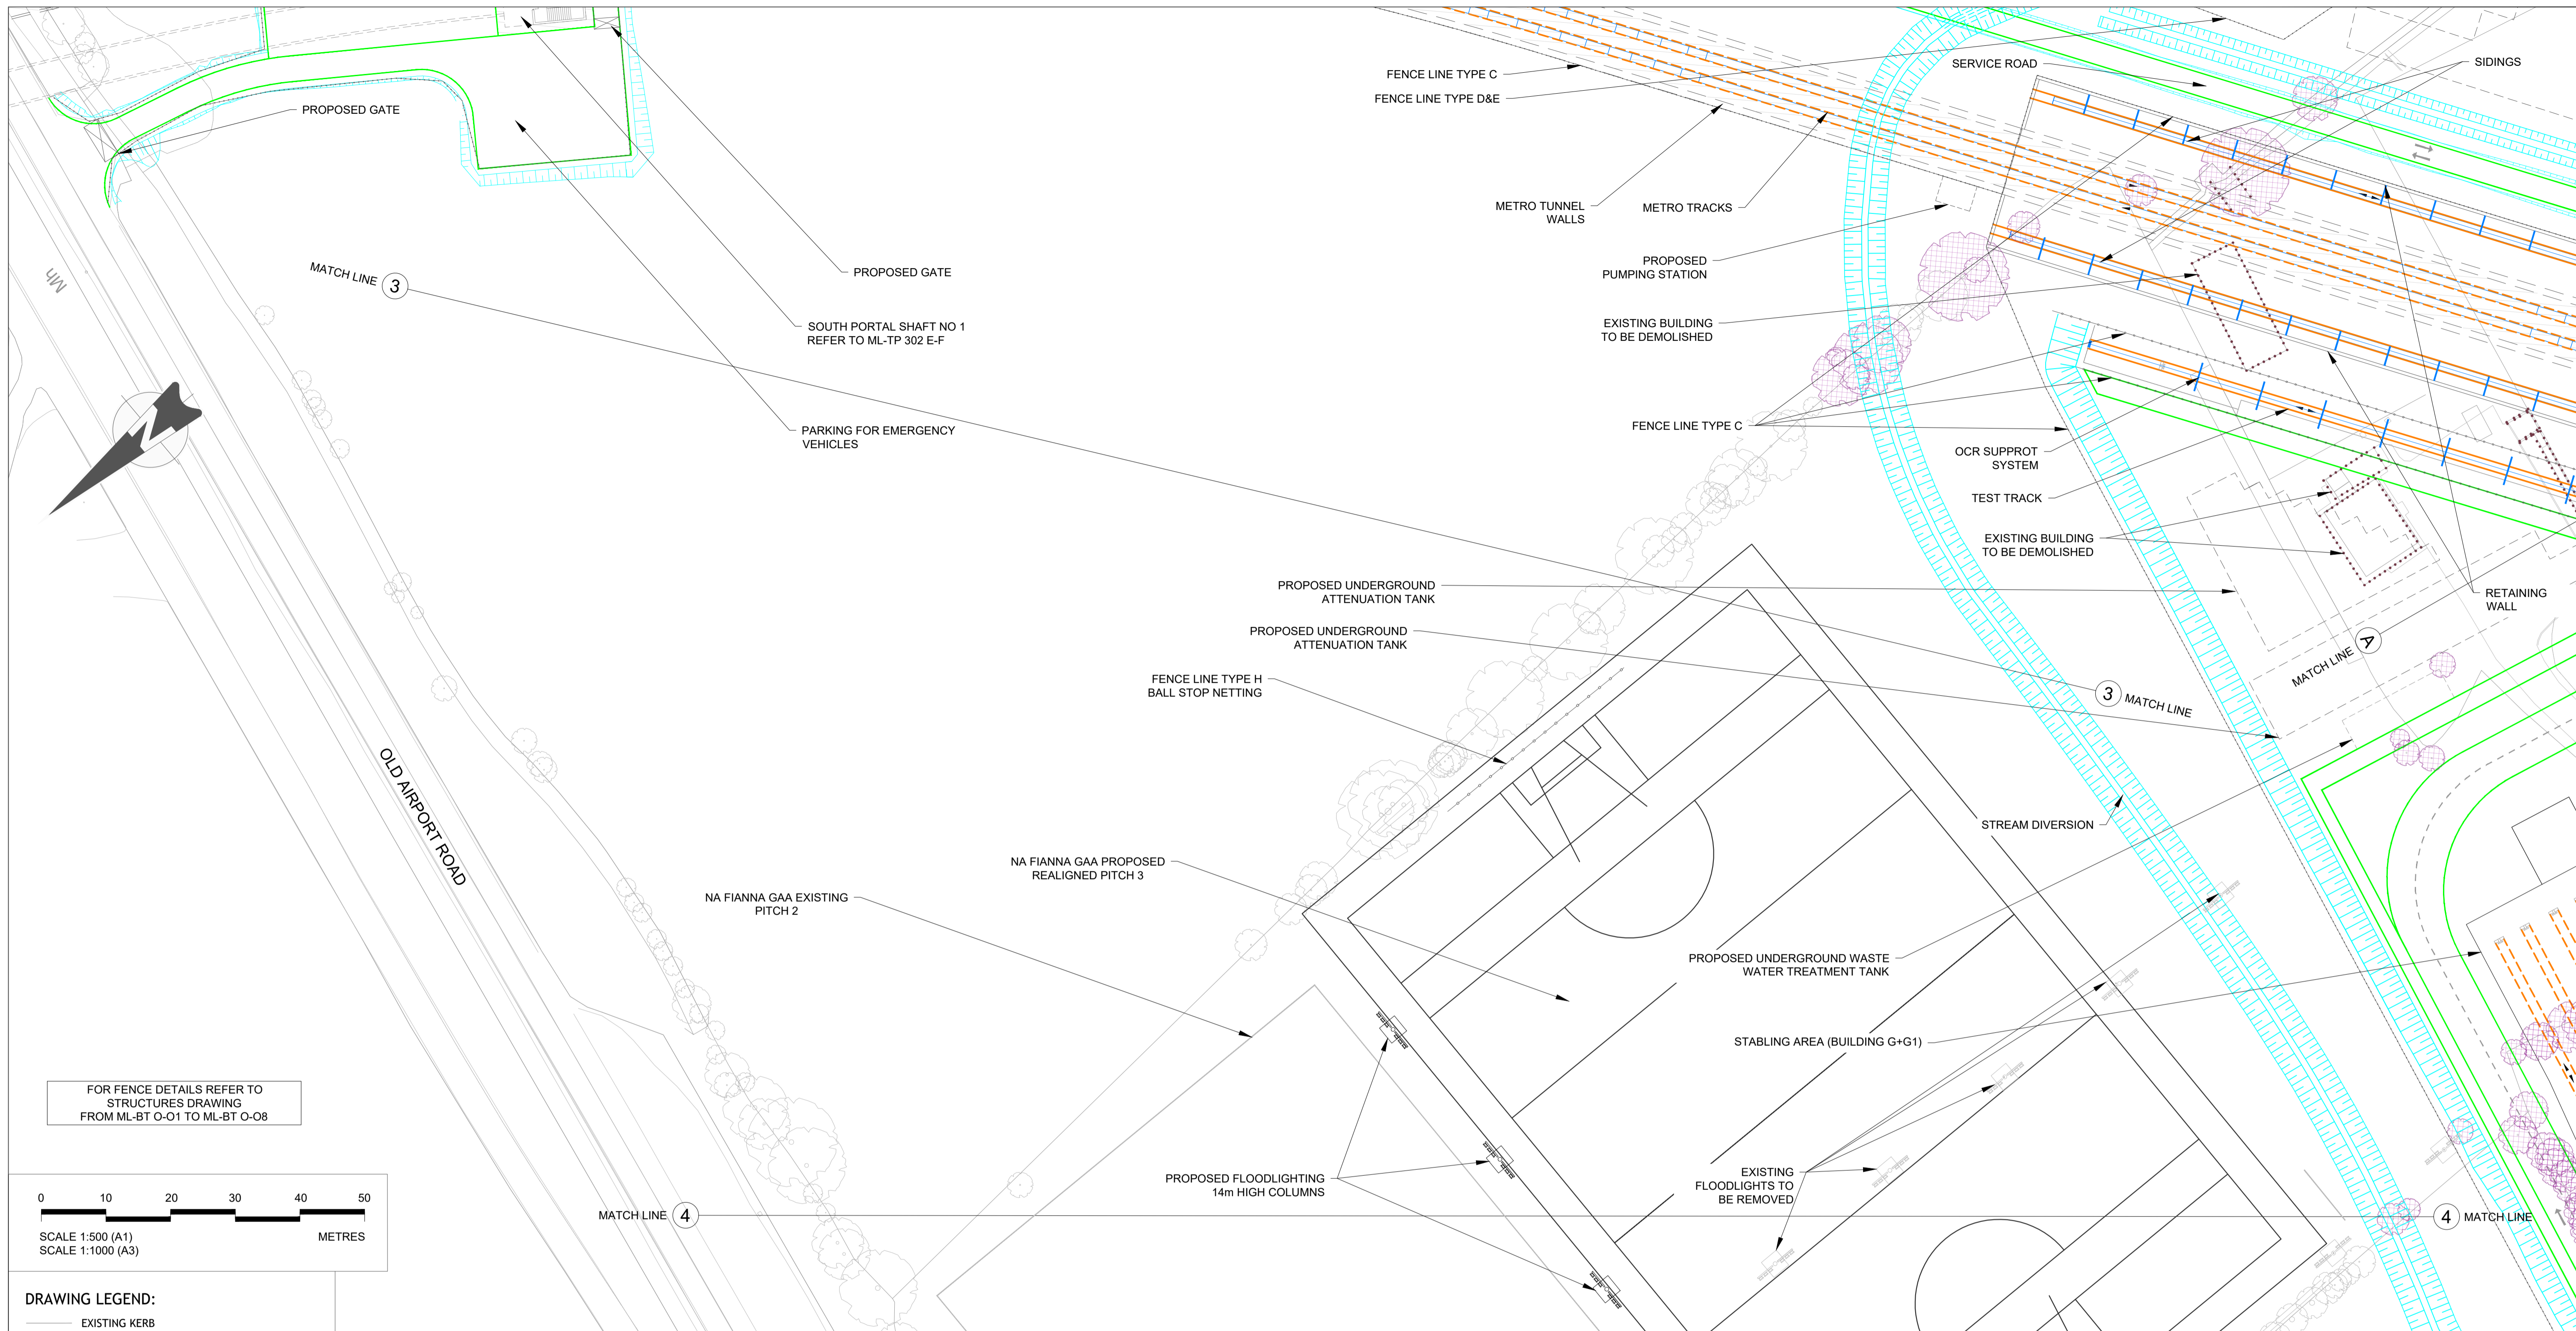 FENCE LINE TYPE C
FENCE LINE TYPE D&E
SERVICE ROAD
SIDINGS
PROPOSED GATE
METRO TUNNEL
WALLS
METRO TRACKS
PROPOSED
PUMPING STATION
Mh
MATCH LINE 3
PROPOSED GATE
SOUTH PORTAL SHAFT NO 1
REFER TO ML-TP 302 E-F
EXISTING BUILDING
TO BE DEMOLISHED
PARKING FOR EMERGENCY
VEHICLES
FENCE LINE TYPE C
OCR SUPPROT
SYSTEM
TEST TRACK
EXISTING BUILDING
TO BE DEMOLISHED
PROPOSED UNDERGROUND
ATTENUATION TANK
RETAINING
WALL
PROPOSED UNDERGROUND
ATTENUATION TANK
MATCH LINE A
FENCE LINE TYPE H
BALL STOP NETTING
3 MATCH LINE
OLD AIRPORT ROAD
STREAM DIVERSION
NA FIANNA GAA PROPOSED
REALIGNED PITCH 3
NA FIANNA GAA EXISTING
PITCH 2
PROPOSED UNDERGROUND WASTE
WATER TREATMENT TANK
STABLING AREA (BUILDING G+G1)
FOR FENCE DETAILS REFER TO
STRUCTURES DRAWING
FROM ML-BT O-O1 TO ML-BT O-O8
PROPOSED FLOODLIGHTING
14m HIGH COLUMNS
EXISTING
FLOODLIGHTS TO
BE REMOVED
MATCH LINE 4
4 MATCH LINE
0 10 20 30 40 50
SCALE 1:500 (A1) METRES
SCALE 1:1000 (A3)
DRAWING LEGEND:
EXISTING KERB